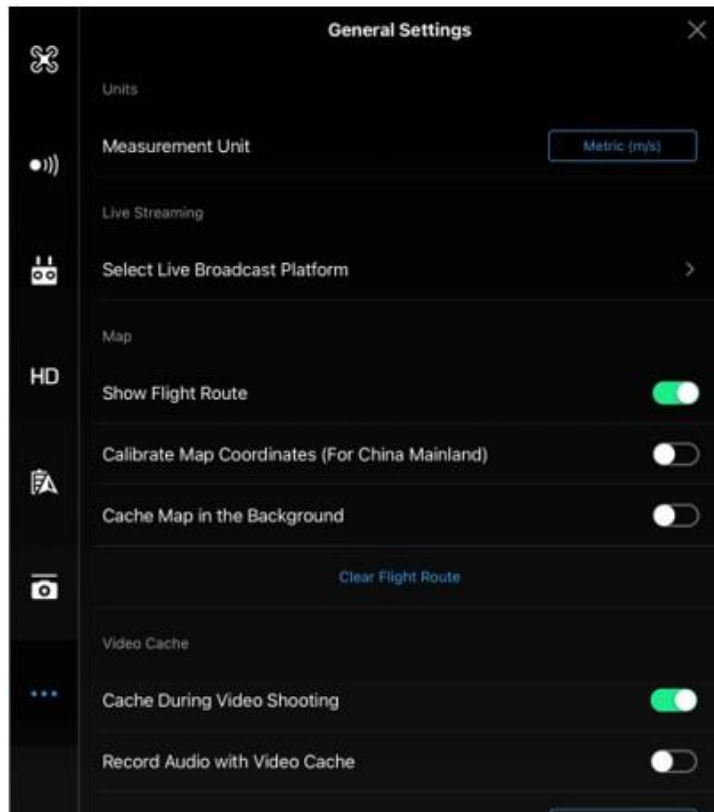 General Settings
Units
Measurement Unit
Metric (m/s)
Live Streaming
Select Live Broadcast Platform
Map
HD
Show Flight Route
Calibrate Map Coordinates (For China Mainland)
Cache Map in the Background
Clear Flight Route
Video Cache
Cache During Video Shooting
Record Audio with Video Cache